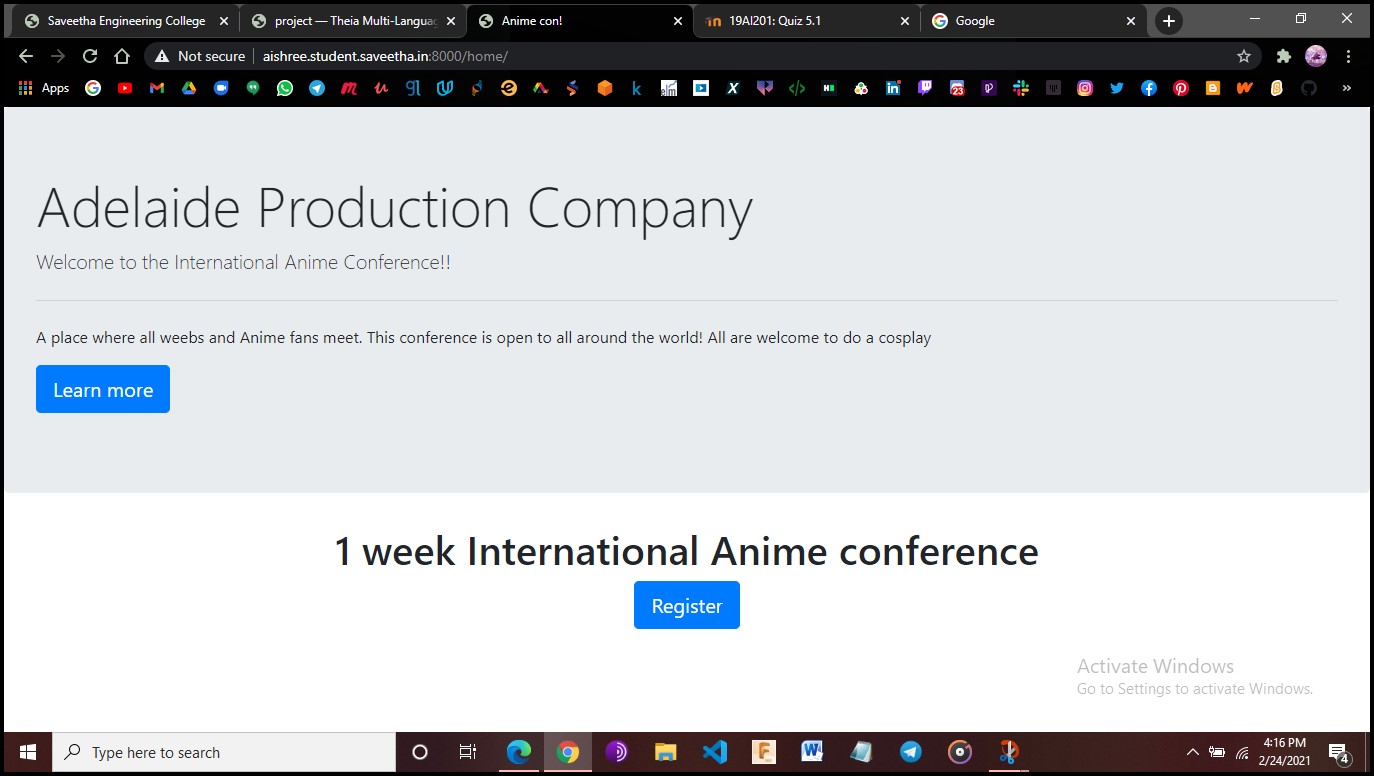 Saveetha Engineering College
project — Theia Multi-Langua
Anime con!
19AI201: Quiz 5.1
Google
Not secure
aishree.student.saveetha.in:8000/home/
Apps
Adelaide Production Company
Welcome to the International Anime Conference!!
A place where all weebs and Anime fans meet. This conference is open to all around the world! All are welcome to do a cosplay
Learn more
1 week International Anime conference
Register
Activate Windows
Go to Settings to activate Windows.
Type here to search
4:16 PM
2/24/2021
4